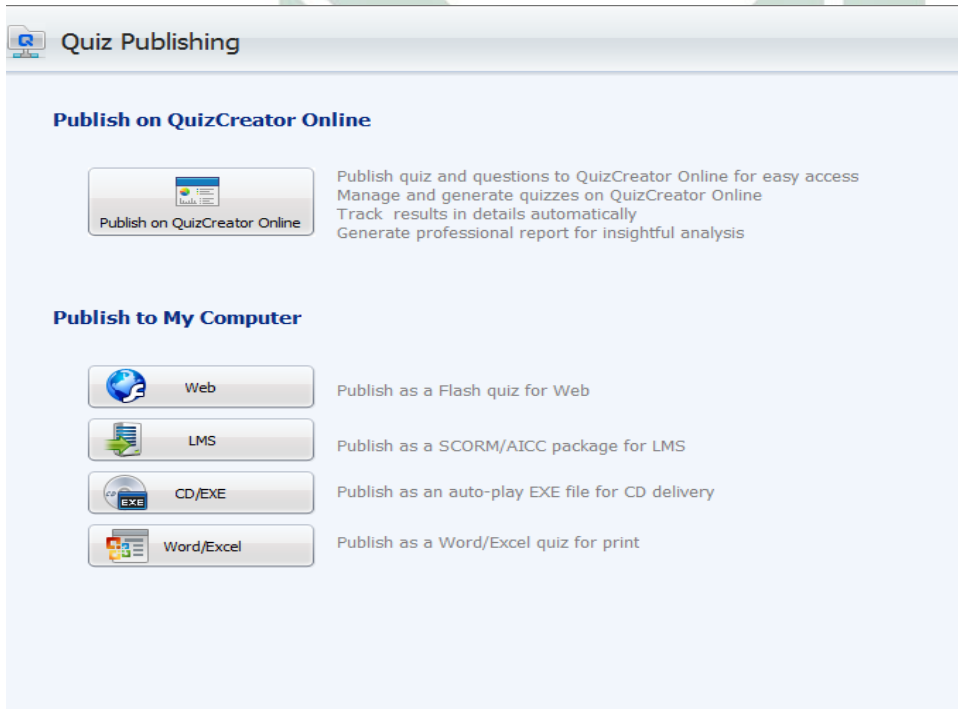 Quiz Publishing
Publish on QuizCreator Online
Publish on QuizCreator Online
Publish quiz and questions to QuizCreator Online for easy access
Manage and generate quizzes on QuizCreator Online
Track results in details automatically
Generate professional report for insightful analysis
Publish to My Computer
Web
Publish as a Flash quiz for Web
LMS
Publish as a SCORM/AICC package for LMS
CD/EXE
Publish as an auto-play EXE file for CD delivery
Word/Excel
Publish as a Word/Excel quiz for print